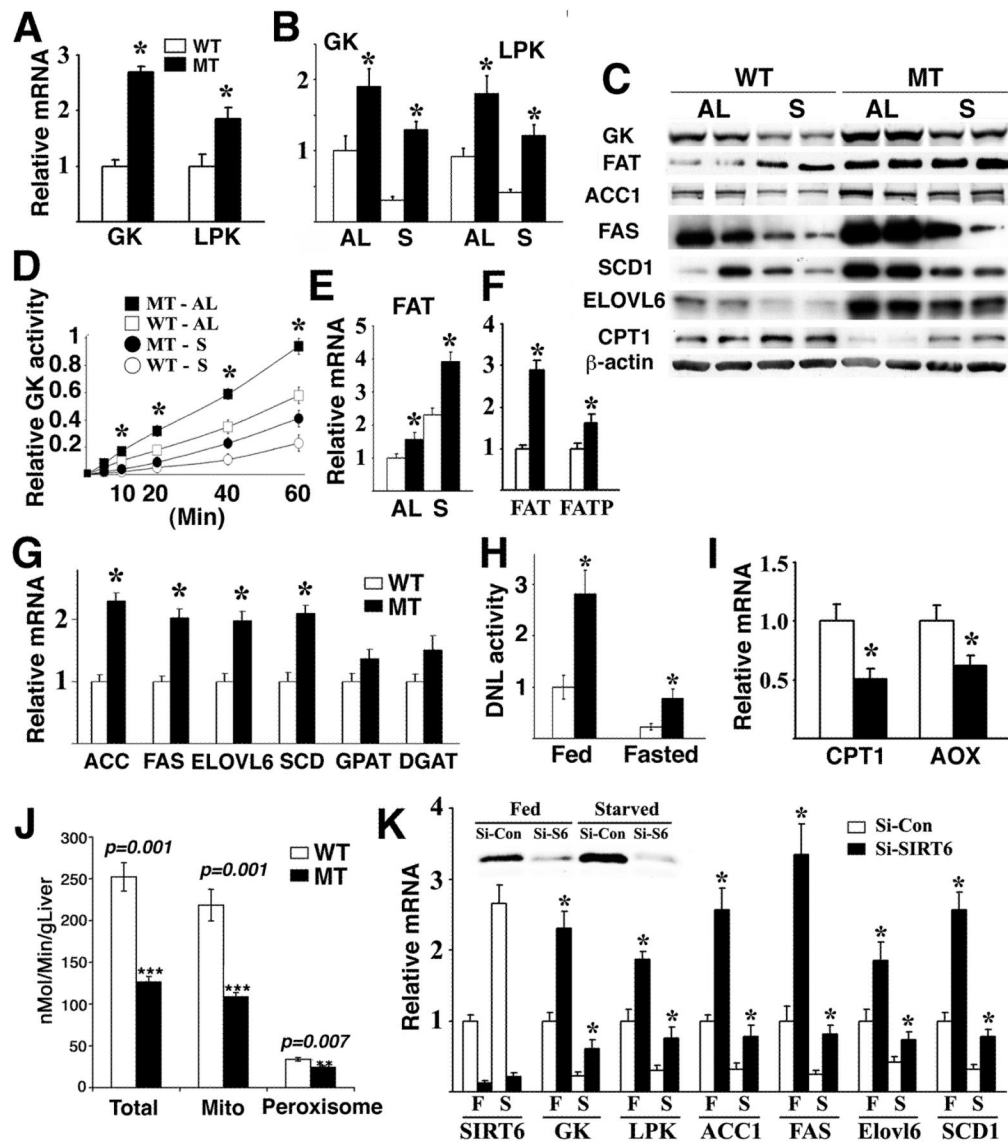 A
Relative mRNA
3
2
1
WT
MT
*
*
GK LPK
B
GK
LPK
2
1
*
*
*
*
AL S AL S
C
WT MT
AL S AL S
GK
FAT
ACC1
FAS
SCD1
ELOVL6
CPT1
β-actin
D
Relative GK activity
1
0.8
0.6
0.4
0.2
MT - AL
WT - AL
MT - S
WT - S
*
*
*
*
10 20 40 60
(Min)
E
FAT
Relative mRNA
5
4
3
2
1
*
*
AL S
F
4
3
2
1
*
*
FAT FATP
G
Relative mRNA
2
1
WT
MT
*
*
*
*
ACC FAS ELOVL6 SCD GPAT DGAT
H
DNL activity
3
2
1
*
*
Fed Fasted
I
Relative mRNA
1.0
0.5
*
*
CPT1 AOX
J
nMol/Min/gLiver
300
250
200
150
100
50
0
p=0.001
p=0.001
p=0.007
WT
MT
***
***
**
Total Mito Peroxisome
K
Relative mRNA
4
3
2
1
Fed Starved
Si-Con Si-S6 Si-Con Si-S6
Si-Con
Si-SIRT6
*
*
*
*
*
*
*
*
*
*
*
*
F S F S F S F S F S F S F S
SIRT6 GK LPK ACC1 FAS Elovl6 SCD1